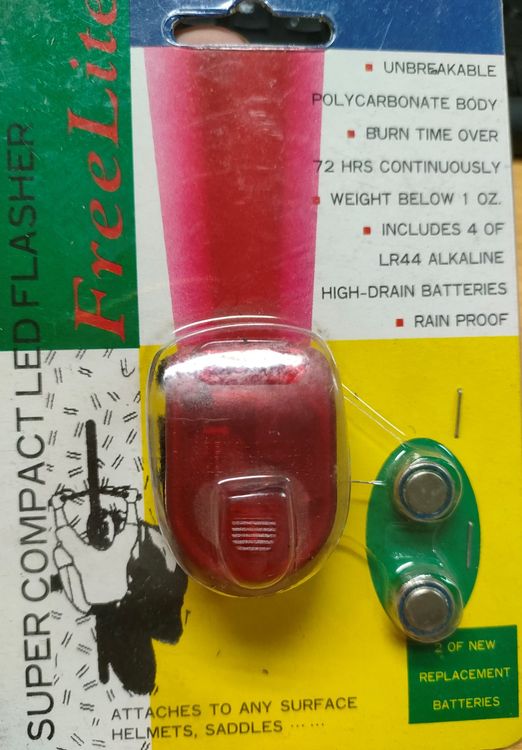 FreeLite
SUPER COMPACT LED FLASHER
UNBREAKABLE
POLYCARBONATE BODY
BURN TIME OVER
72 HRS CONTINUOUSLY
WEIGHT BELOW 1 OZ.
INCLUDES 4 OF
LR44 ALKALINE
HIGH-DRAIN BATTERIES
RAIN PROOF
2 OF NEW
REPLACEMENT
BATTERIES
ATTACHES TO ANY SURFACE
HELMETS, SADDLES ... ...